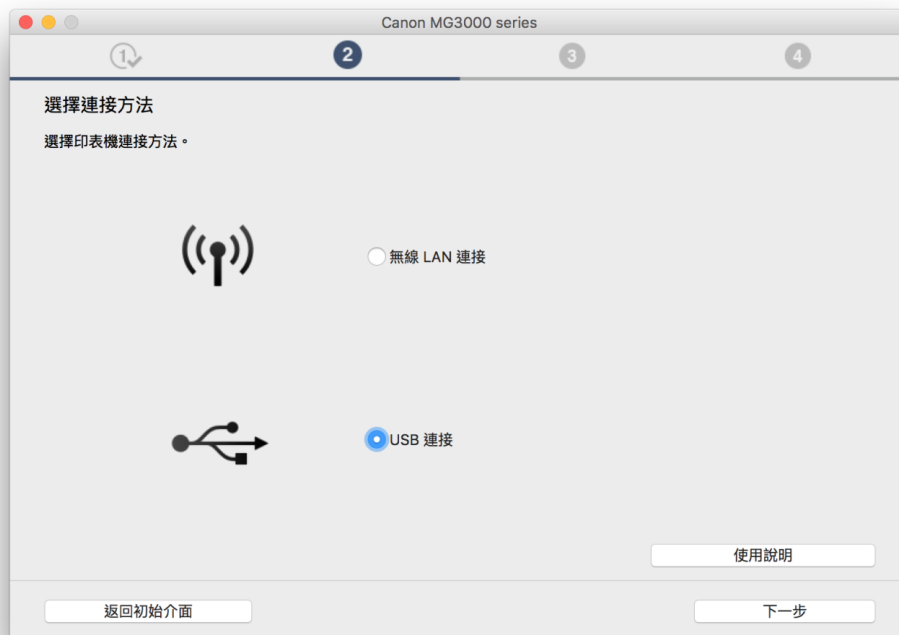 Canon MG3000 series
1
2
3
4
選擇連接方法
選擇印表機連接方法。
無線 LAN 連接
USB 連接
使用說明
返回初始介面
下一步